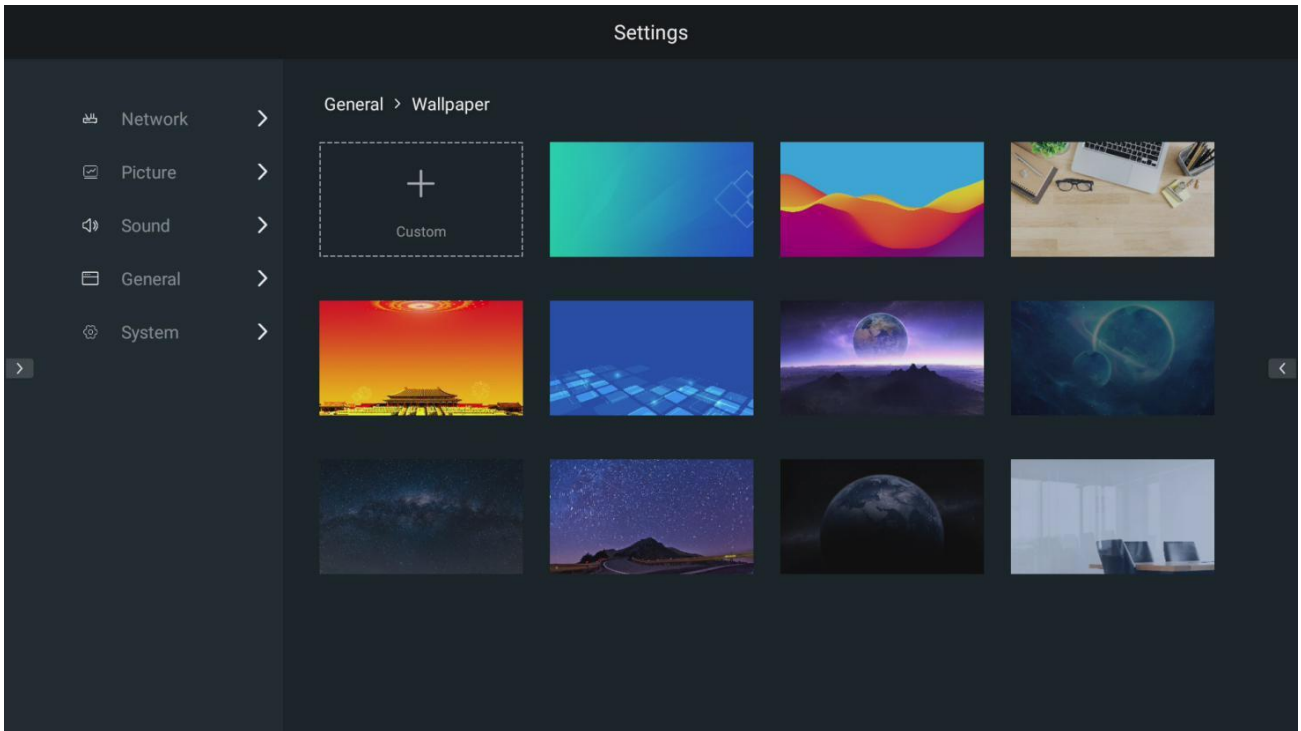 Settings
Network
Picture
Sound
General
System
General > Wallpaper
Custom